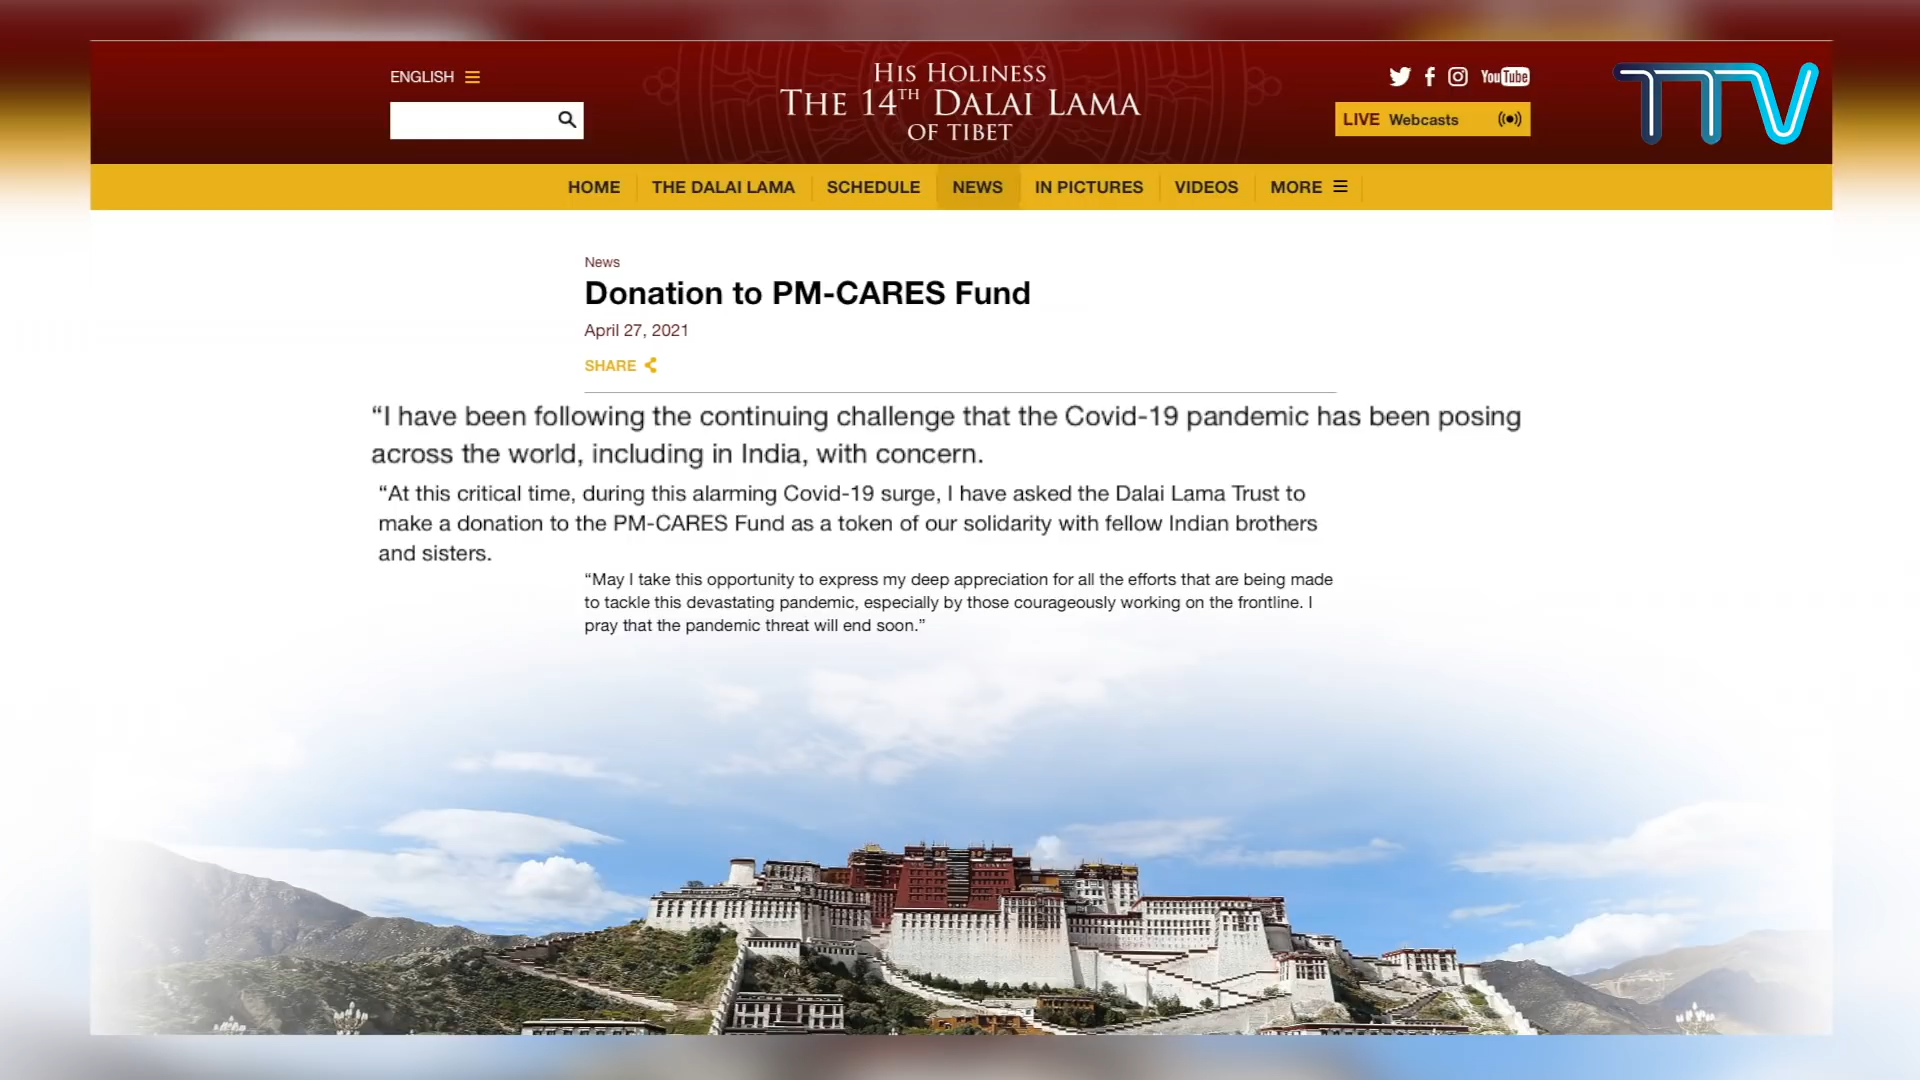 ENGLISH
HIS HOLINESS
THE 14TH DALAI LAMA
OF TIBET
YouTube
LIVE Webcasts
TTV
HOME THE DALAI LAMA SCHEDULE NEWS IN PICTURES VIDEOS MORE
News
Donation to PM-CARES Fund
April 27, 2021
SHARE
“I have been following the continuing challenge that the Covid-19 pandemic has been posing
across the world, including in India, with concern.
“At this critical time, during this alarming Covid-19 surge, I have asked the Dalai Lama Trust to
make a donation to the PM-CARES Fund as a token of our solidarity with fellow Indian brothers
and sisters.
“May I take this opportunity to express my deep appreciation for all the efforts that are being made
to tackle this devastating pandemic, especially by those courageously working on the frontline. I
pray that the pandemic threat will end soon.”